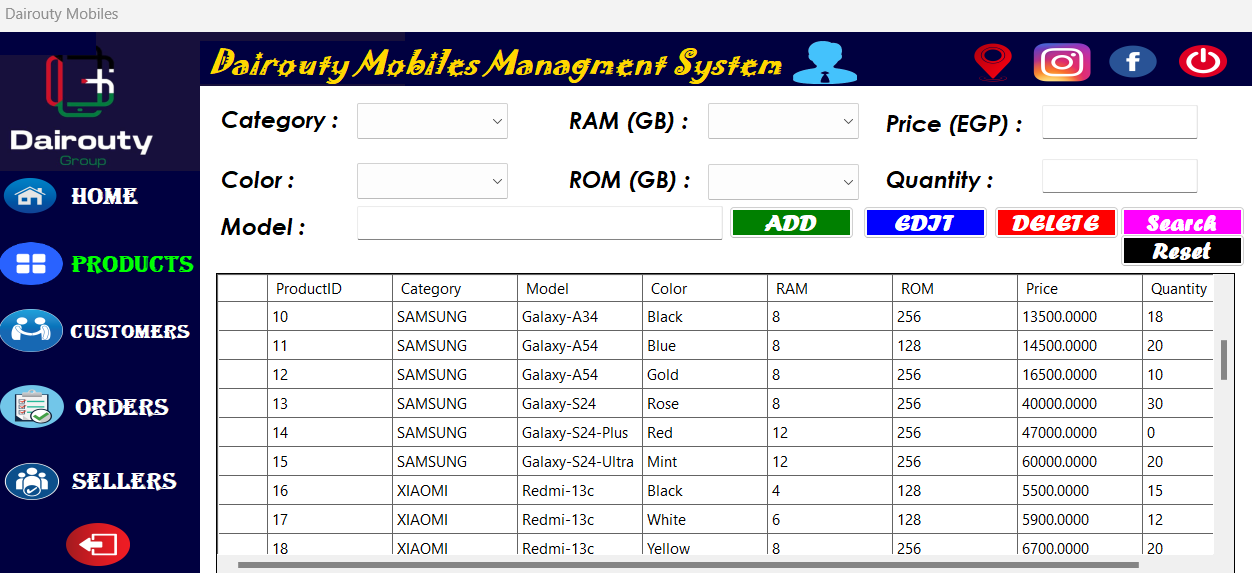 Dairouty Mobiles
Dairouty Mobiles Managment System
f
Dairouty
Group
HOME
PRODUCTS
CUSTOMERS
ORDERS
SELLERS
Category : RAM (GB) : Price (EGP) :
Color : ROM (GB) : Quantity :
Model : ADD EDIT DELETE Search
Reset
ProductID Category Model Color RAM ROM Price Quantity
10 SAMSUNG Galaxy-A34 Black 8 256 13500.0000 18
11 SAMSUNG Galaxy-A54 Blue 8 128 14500.0000 20
12 SAMSUNG Galaxy-A54 Gold 8 256 16500.0000 10
13 SAMSUNG Galaxy-S24 Rose 8 256 40000.0000 30
14 SAMSUNG Galaxy-S24-Plus Red 12 256 47000.0000 0
15 SAMSUNG Galaxy-S24-Ultra Mint 12 256 60000.0000 20
16 XIAOMI Redmi-13c Black 4 128 5500.0000 15
17 XIAOMI Redmi-13c White 6 128 5900.0000 12
18 XIAOMI Redmi-13c Yellow 8 256 6700.0000 20